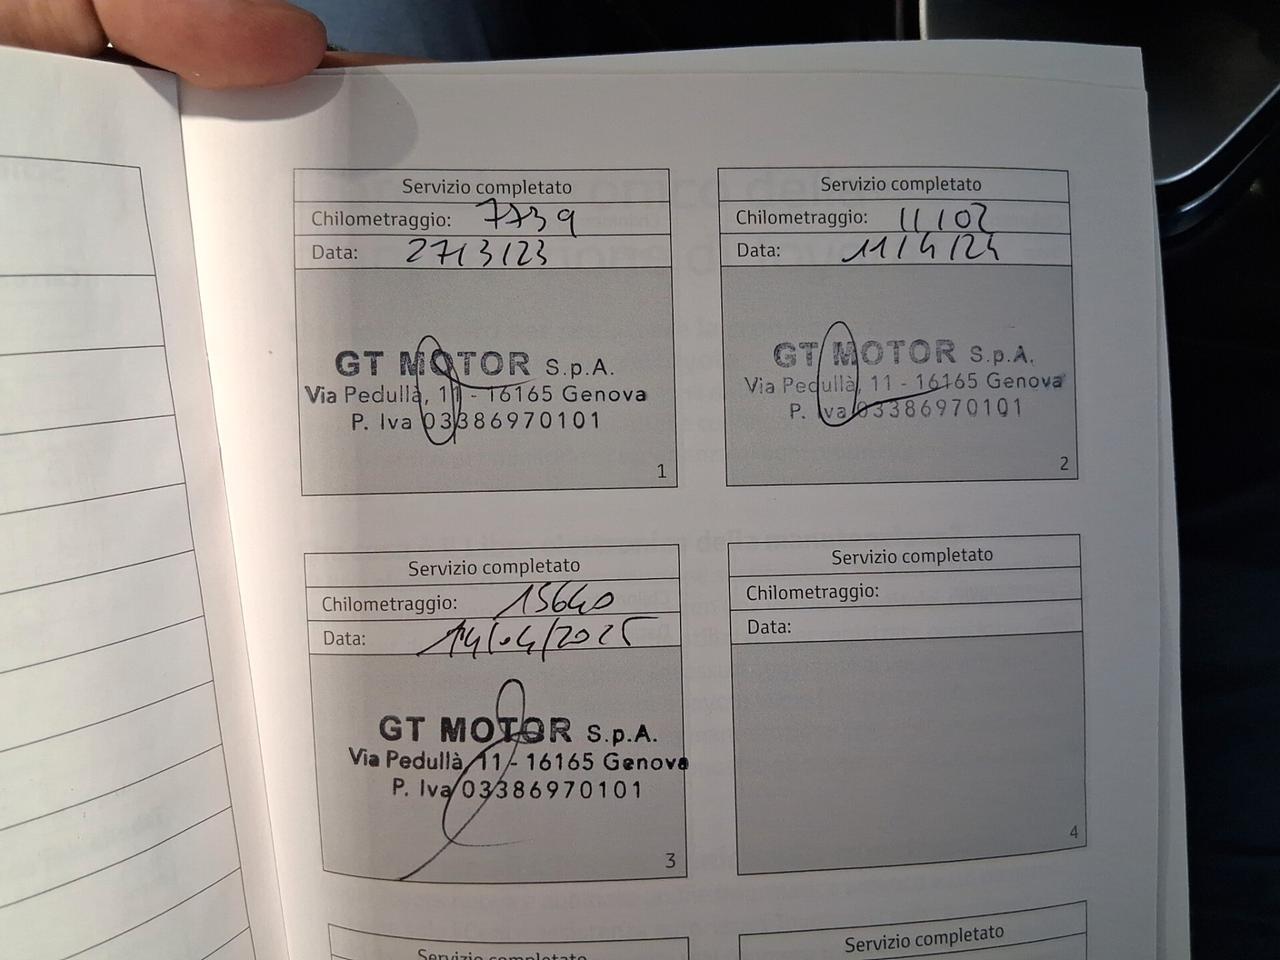 Servizio completato
Chilometraggio: 7739
Data: 27/3/23
GT MOTOR S.p.A.
Via Pedullà, 11 - 16165 Genova
P. Iva 03386970101
1
Servizio completato
Chilometraggio: 11102
Data: 11/4/24
GT MOTOR S.p.A.
Via Pedullà, 11 - 16165 Genova
P. Iva 03386970101
2
Servizio completato
Chilometraggio: 15640
Data: 14/04/2025
GT MOTOR S.p.A.
Via Pedullà, 11 - 16165 Genova
P. Iva 03386970101
3
Servizio completato
Chilometraggio:
Data:
4
Servizio completato
Servizio completato